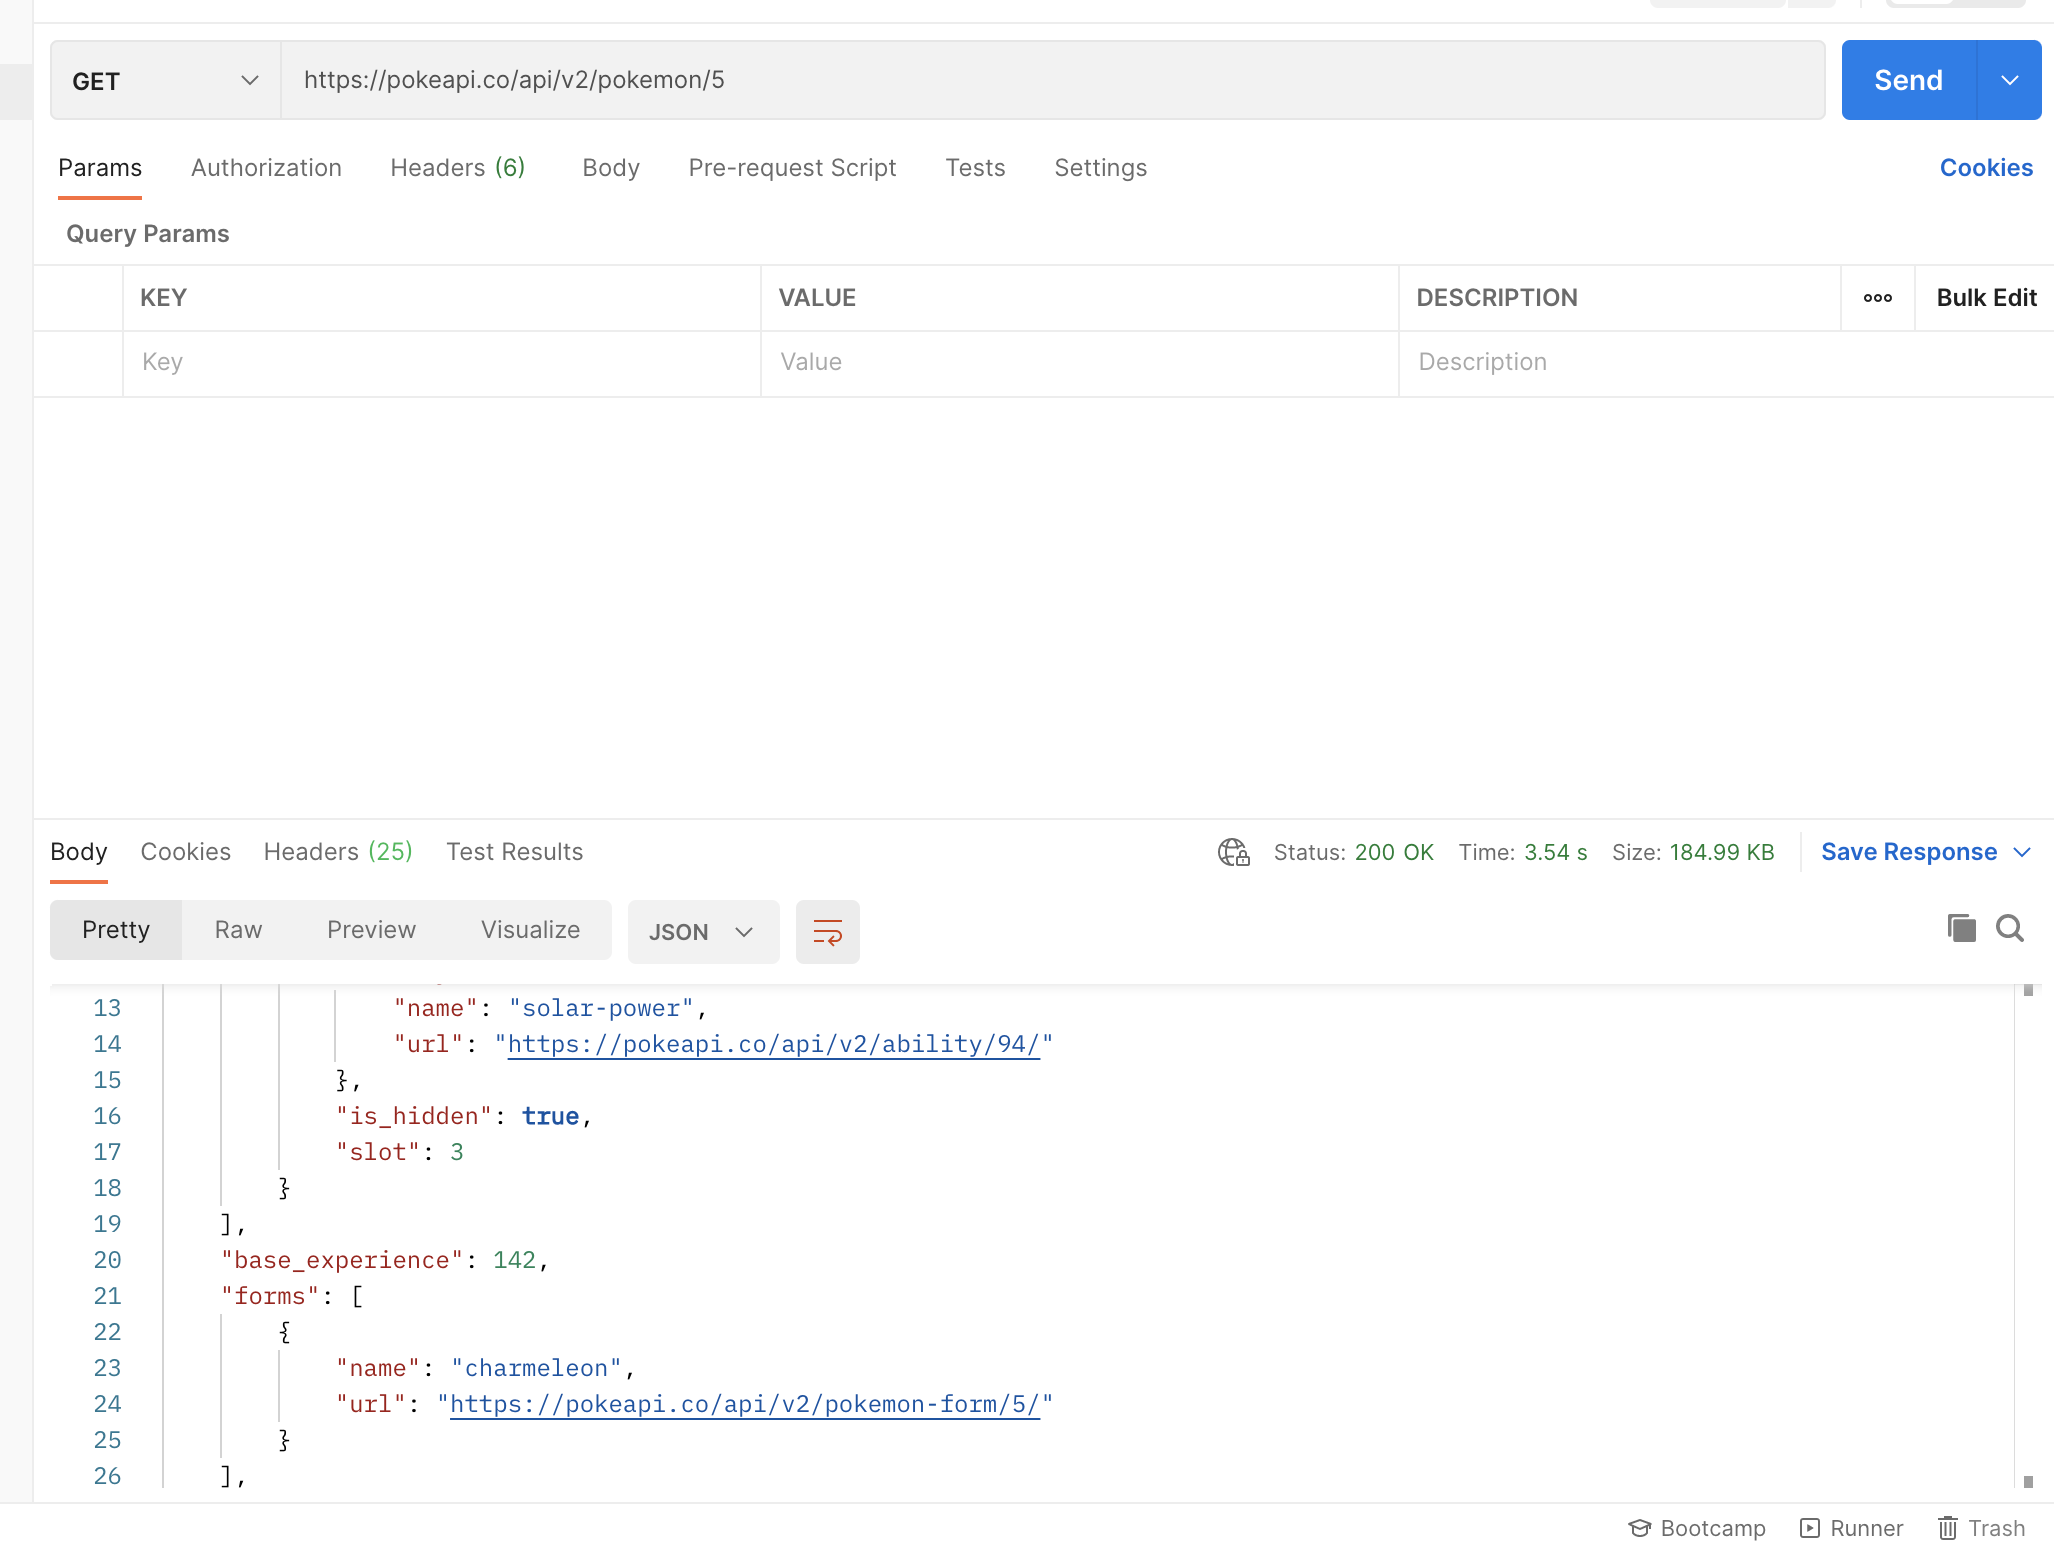 GET https://pokeapi.co/api/v2/pokemon/5 Send
Params Authorization Headers (6) Body Pre-request Script Tests Settings Cookies
Query Params
KEY VALUE DESCRIPTION Bulk Edit
Key Value Description
Body Cookies Headers (25) Test Results Status: 200 OK Time: 3.54 s Size: 184.99 KB Save Response
Pretty Raw Preview Visualize JSON
13 "name": "solar-power",
14 "url": "https://pokeapi.co/api/v2/ability/94/"
15 },
16 "is_hidden": true,
17 "slot": 3
18 }
19 ],
20 "base_experience": 142,
21 "forms": [
22 {
23 "name": "charmeleon",
24 "url": "https://pokeapi.co/api/v2/pokemon-form/5/"
25 }
26 ],
Bootcamp Runner Trash